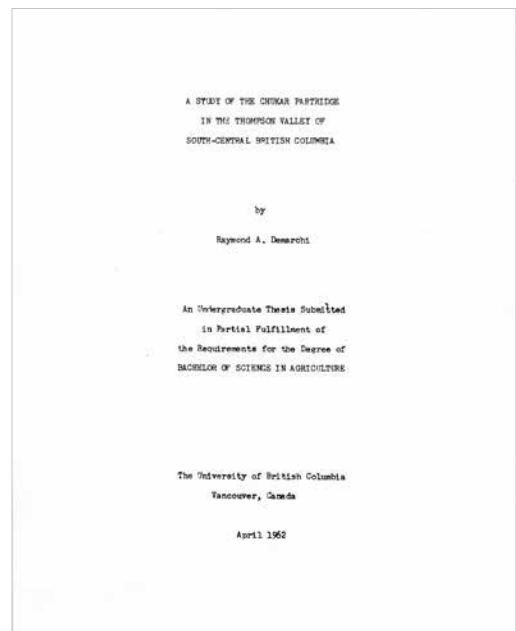 A STUDY OF THE CHUKAR PARTRIDGE
IN THE THOMPSON VALLEY OF
SOUTH-CENTRAL BRITISH COLUMBIA
by
Raymond A. Demarchi
An Undergraduate Thesis Submitted
in Partial Fulfillment of
the Requirements for the Degree of
BACHELOR OF SCIENCE IN AGRICULTURE
The University of British Columbia
Vancouver, Canada
April 1962